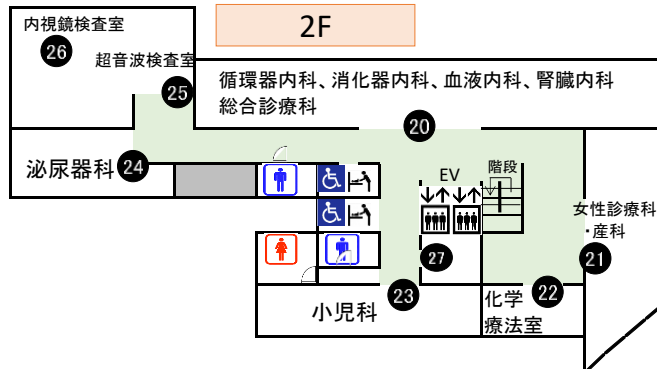 2F
内視鏡検査室
26
超音波検査室
25
循環器内科、消化器内科、血液内科、腎臓内科
総合診療科
20
泌尿器科
24
EV
階段
女性診療科
・産科
21
27
23
22
小児科
化学
療法室